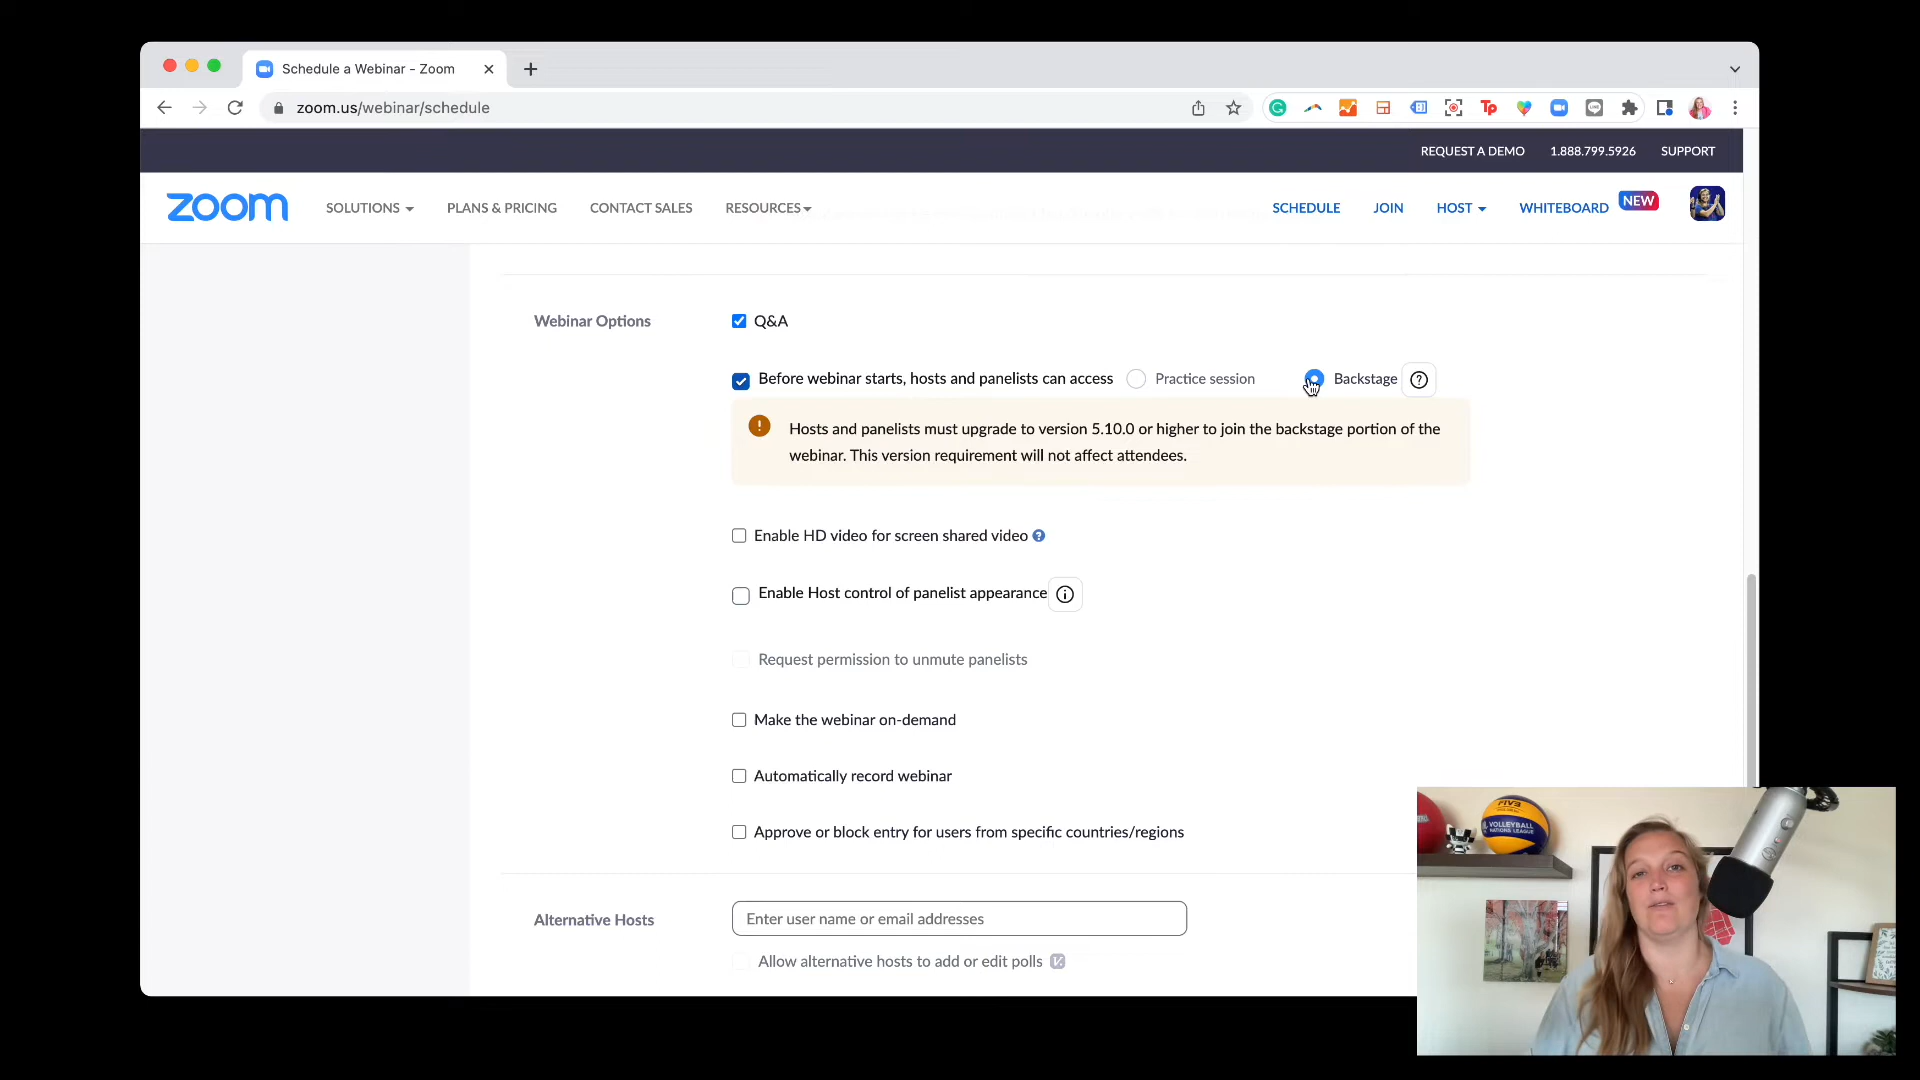 Schedule a Webinar - Zoom
zoom.us/webinar/schedule
Tp
REQUEST A DEMO 1.888.799.5926 SUPPORT
zoom SOLUTIONS PLANS & PRICING CONTACT SALES RESOURCES SCHEDULE JOIN HOST WHITEBOARD NEW
Webinar Options
Q&A
Before webinar starts, hosts and panelists can access Practice session Backstage
Hosts and panelists must upgrade to version 5.10.0 or higher to join the backstage portion of the
webinar. This version requirement will not affect attendees.
Enable HD video for screen shared video
Enable Host control of panelist appearance
Request permission to unmute panelists
Make the webinar on-demand
Automatically record webinar
Approve or block entry for users from specific countries/regions
FIVB
VOLLEYBALL
NATIONS LEAGUE
Alternative Hosts
Enter user name or email addresses
Allow alternative hosts to add or edit polls